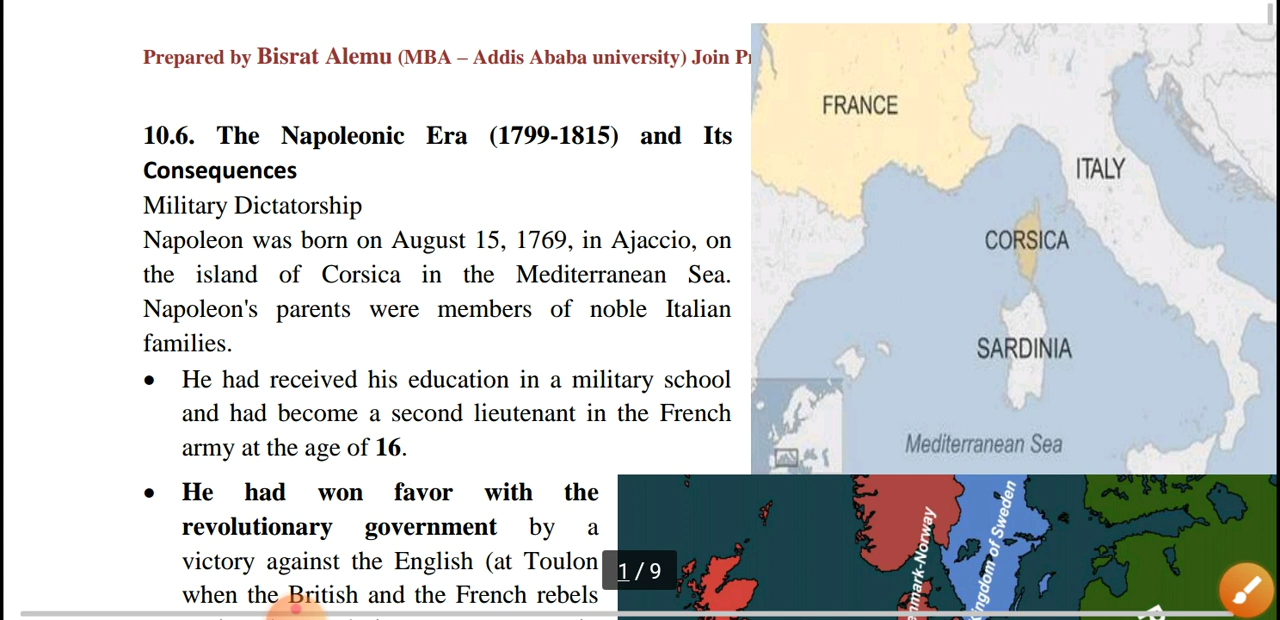 Prepared by Bisrat Alemu (MBA – Addis Ababa university) Join
10.6. The Napoleonic Era (1799-1815) and Its
Consequences
Military Dictatorship
Napoleon was born on August 15, 1769, in Ajaccio, on
the island of Corsica in the Mediterranean Sea.
Napoleon's parents were members of noble Italian
families.
• He had received his education in a military school
and had become a second lieutenant in the French
army at the age of 16.
• He had won favor with the
revolutionary government by a
victory against the English (at Toulon
when the British and the French rebels
1 / 9
FRANCE
ITALY
CORSICA
SARDINIA
Mediterranean Sea
mark-Norway
ngdom of Sweden